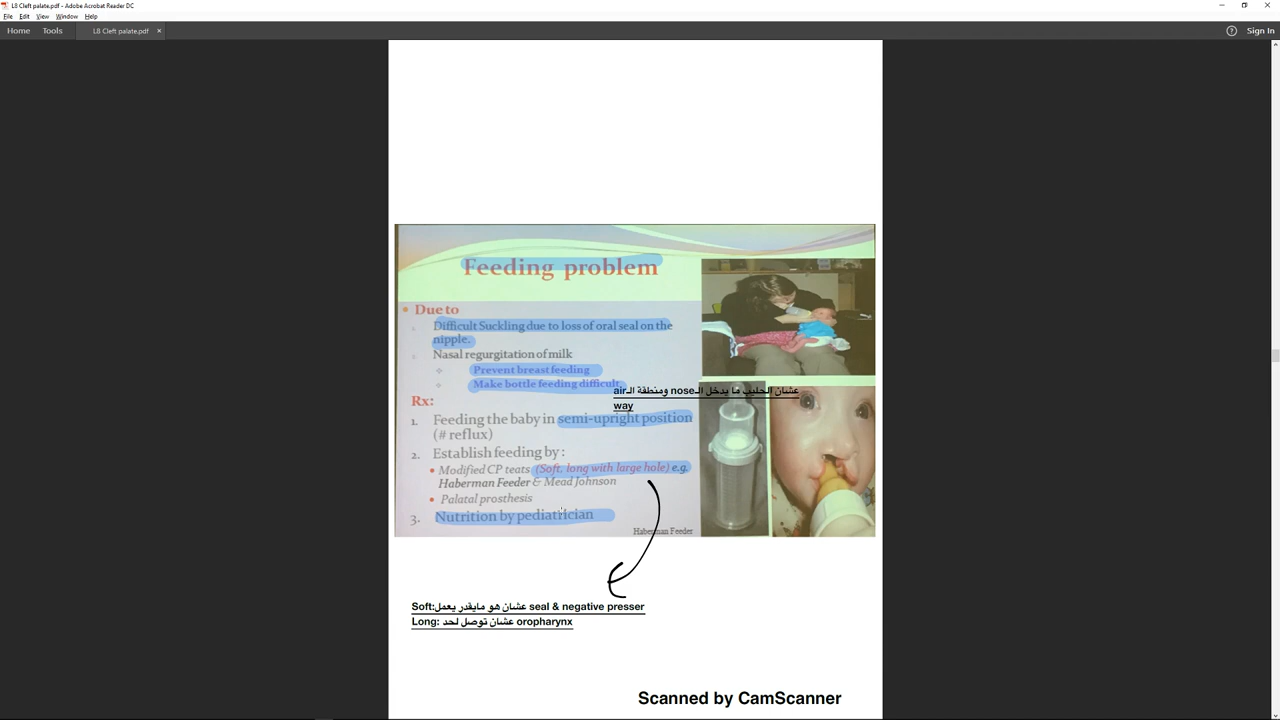 L8 Cleft palate.pdf - Adobe Acrobat Reader DC
File Edit View Window Help
Home Tools L8 Cleft palate.pdf × ? Sign In
Feeding problem
Due to
Difficult Suckling due to loss of oral seal on the
nipple.
Nasal regurgitation of milk
Prevent breast feeding
Make bottle feeding difficult.
عشان الحليب ما يدخل الـnose ومنطقة الـair
way
Rx:
1. Feeding the baby in semi-upright position
(# reflux)
2. Establish feeding by :
• Modified CP teats (Soft, long with large hole) e.g.
Haberman Feeder & Mead Johnson
• Palatal prosthesis
3. Nutrition by pediatrician
Haberman Feeder
Soft:عشان هو مايقدر يعمل seal & negative presser
Long: عشان توصل لحد oropharynx
Scanned by CamScanner